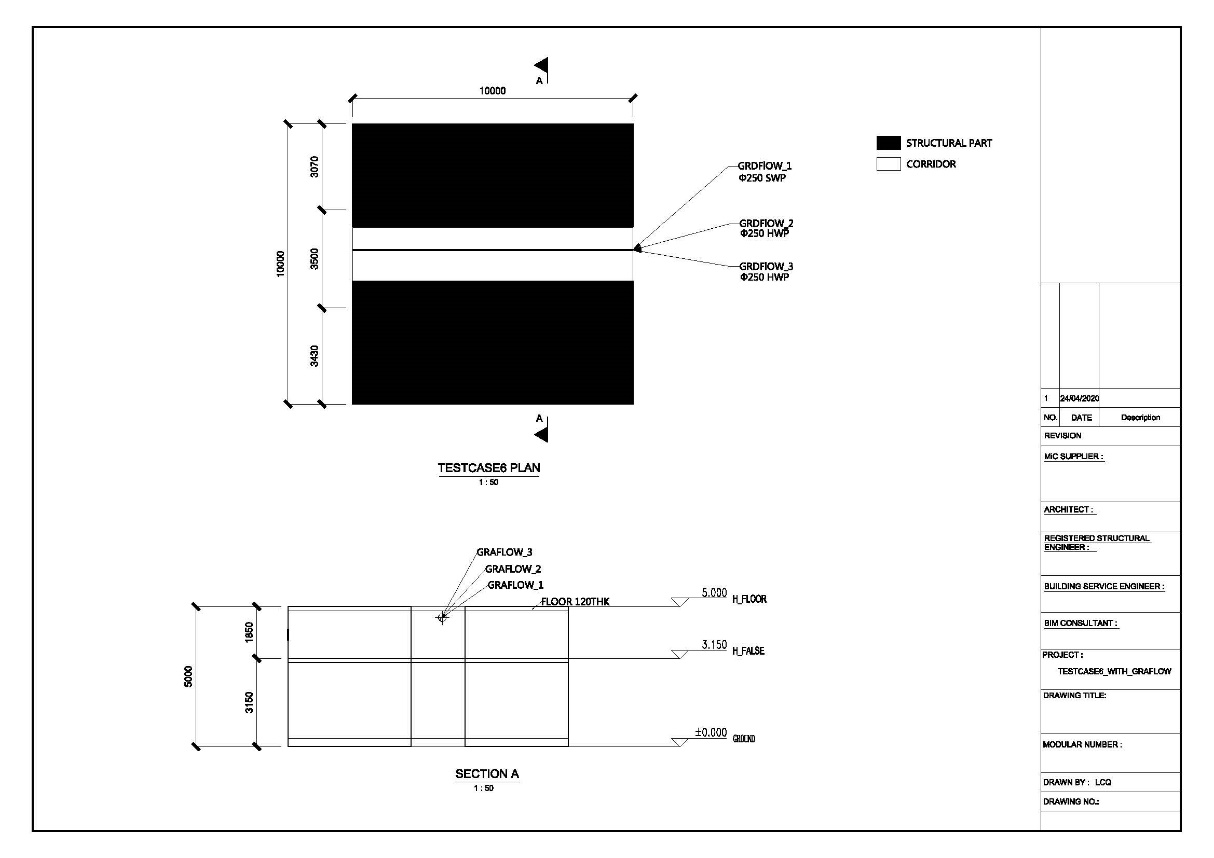 A
10000
3070
3500
10000
3430
GRDFlOW_1
Φ250 SWP
GRDFlOW_2
Φ250 HWP
GRDFlOW_3
Φ250 HWP
STRUCTURAL PART
CORRIDOR
A
TESTCASE6 PLAN
1 : 50
GRAFLOW_3
GRAFLOW_2
GRAFLOW_1
FLOOR 120THK
5.000 H_FLOOR
3.150 H_FALSE
±0.000 GROUND
1850
5000
3150
SECTION A
1 : 50
1 24/04/2020
NO. DATE Description
REVISION
MiC SUPPLIER :
ARCHITECT :
REGISTERED STRUCTURAL
ENGINEER :
BUILDING SERVICE ENGINEER :
BIM CONSULTANT :
PROJECT :
TESTCASE6_WITH_GRAFLOW
DRAWING TITLE:
MODULAR NUMBER :
DRAWN BY : LCQ
DRAWING NO.: